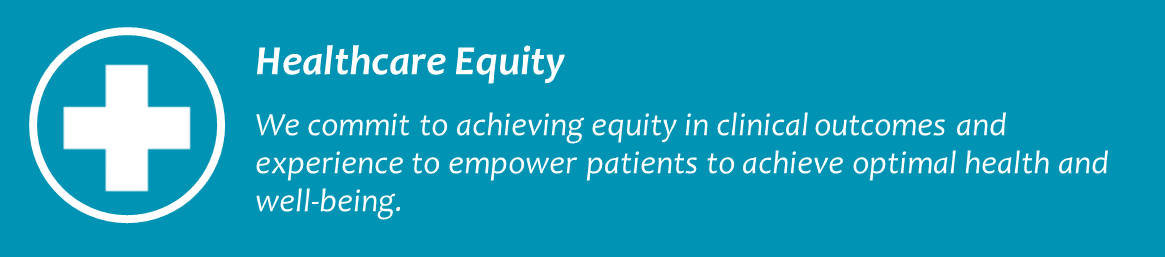 Healthcare Equity
We commit to achieving equity in clinical outcomes and
experience to empower patients to achieve optimal health and
well-being.